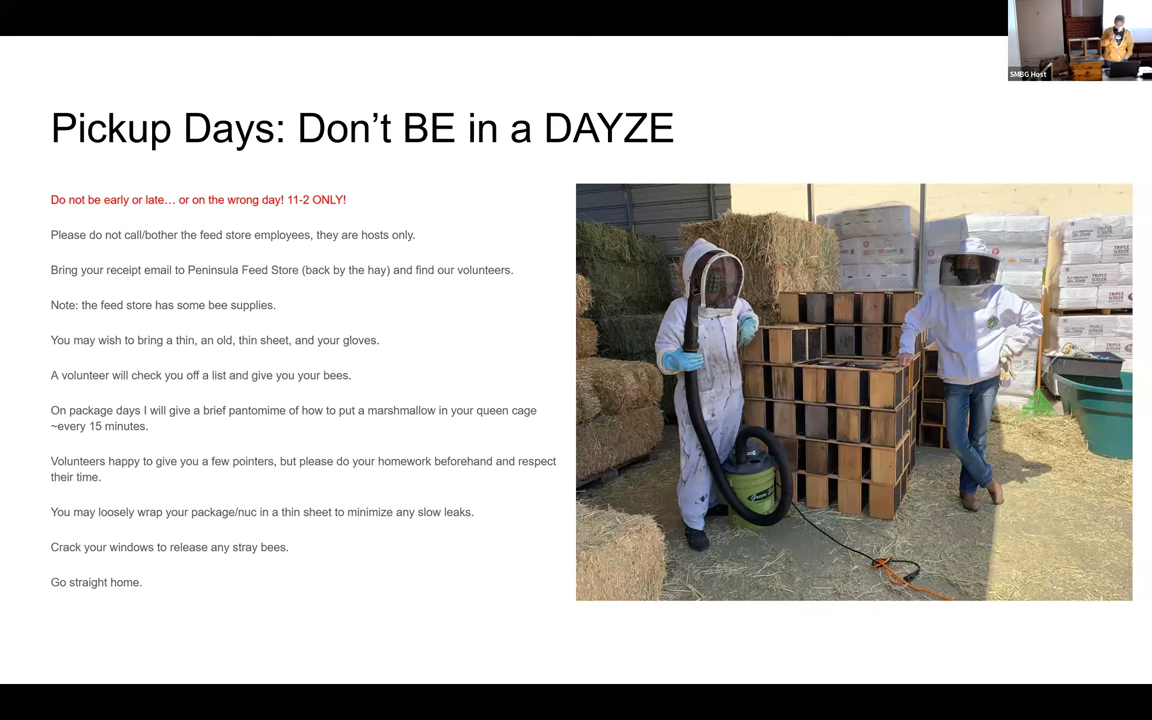 SMBG Host
Pickup Days: Don’t BE in a DAYZE
Do not be early or late… or on the wrong day! 11-2 ONLY!
Please do not call/bother the feed store employees, they are hosts only.
Bring your receipt email to Peninsula Feed Store (back by the hay) and find our volunteers.
Note: the feed store has some bee supplies.
You may wish to bring a thin, an old, thin sheet, and your gloves.
A volunteer will check you off a list and give you your bees.
On package days I will give a brief pantomime of how to put a marshmallow in your queen cage
~every 15 minutes.
Volunteers happy to give you a few pointers, but please do your homework beforehand and respect
their time.
You may loosely wrap your package/nuc in a thin sheet to minimize any slow leaks.
Crack your windows to release any stray bees.
Go straight home.
TRIPLE
SCREEN